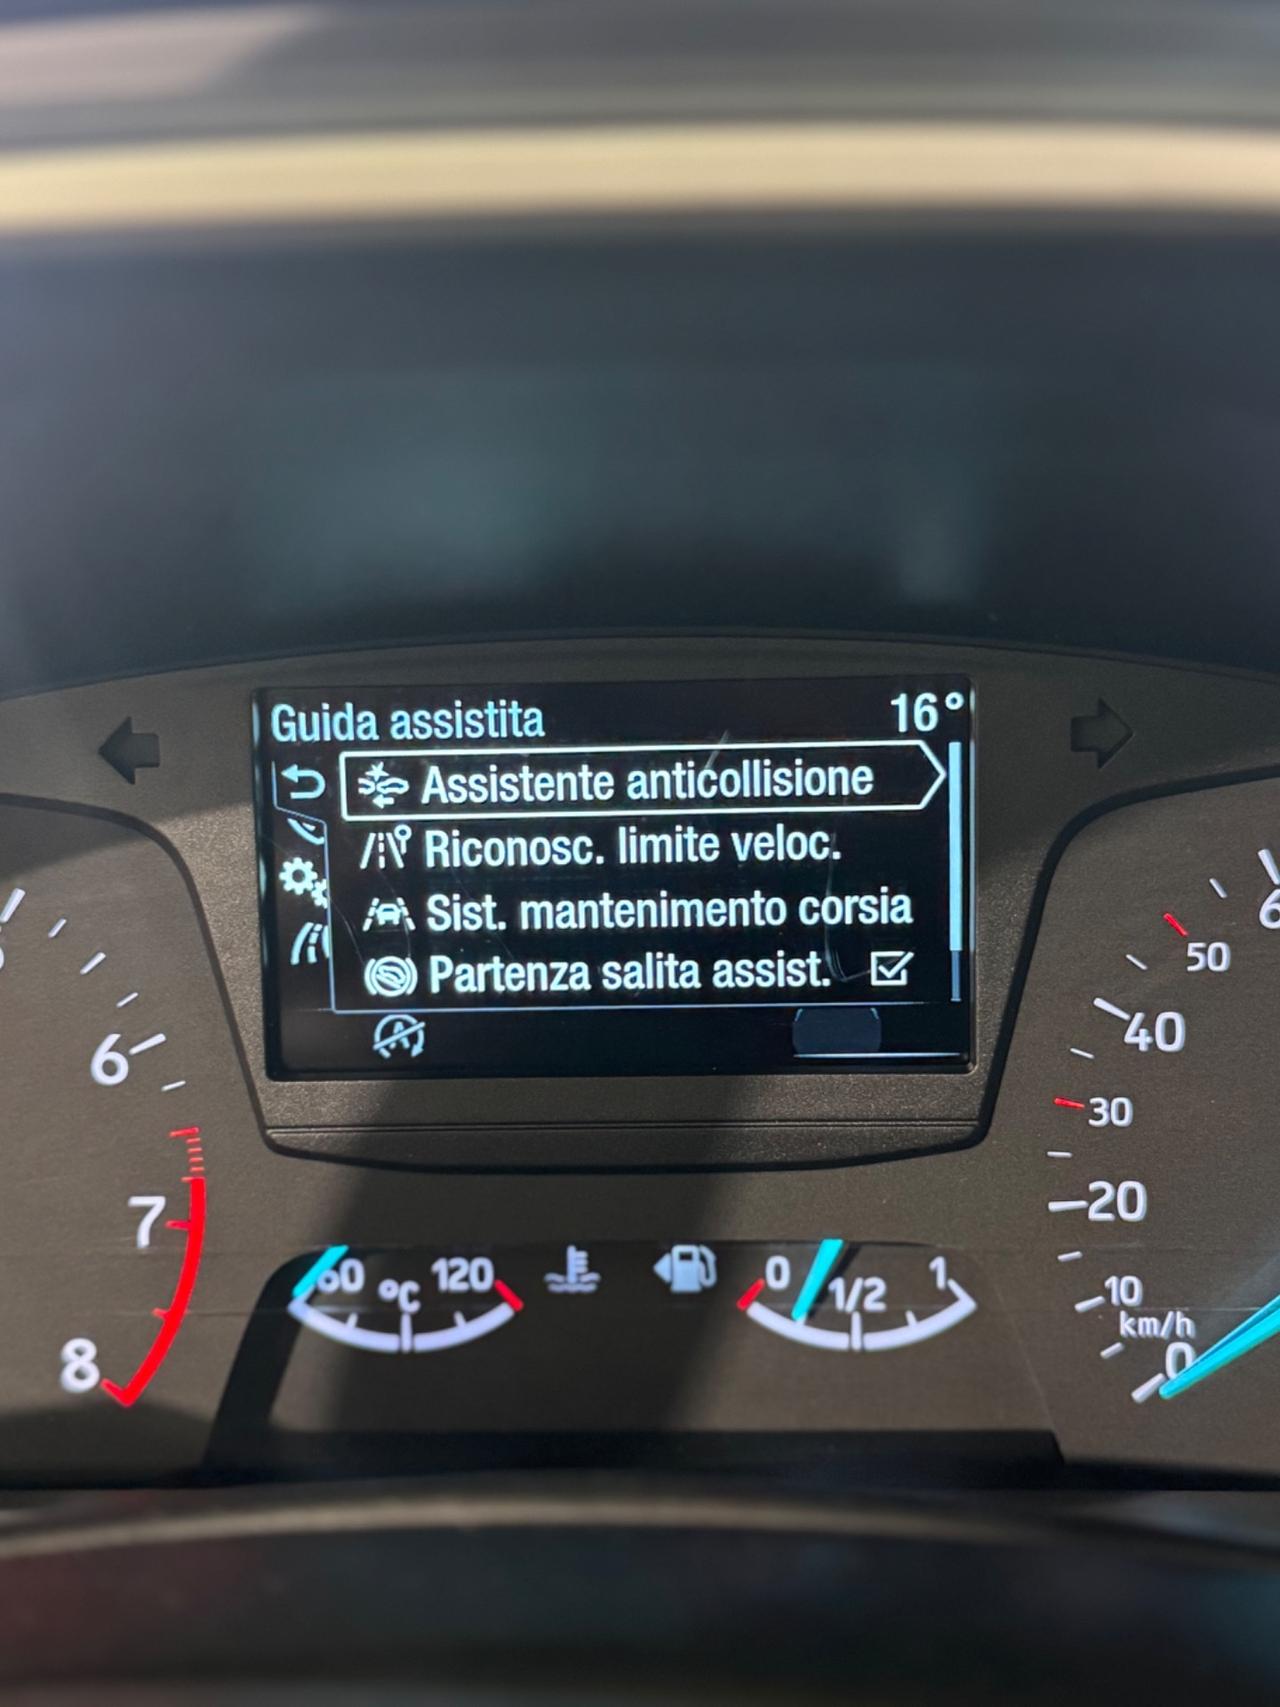 Guida assistita 16°
Assistente anticollisione
Riconosc. limite veloc.
Sist. mantenimento corsia
Partenza salita assist.
A
6
7
8
60 °C 120
0 1/2 1
6
50
40
30
20
10
km/h
0